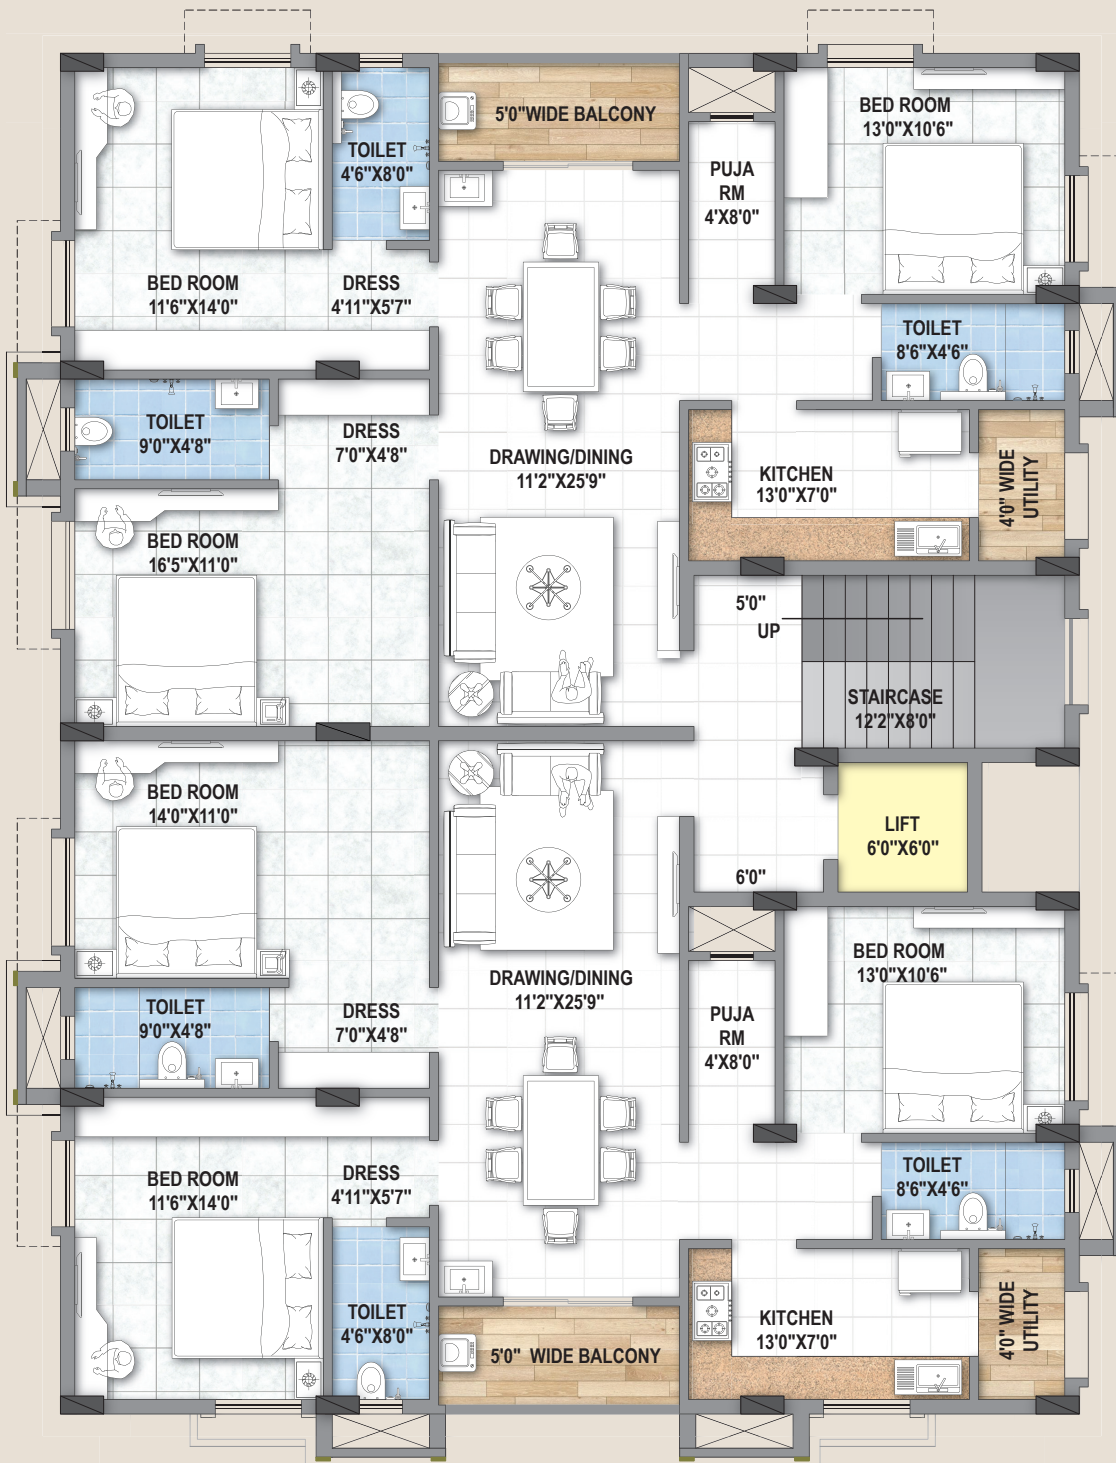 5'0"WIDE BALCONY
BED ROOM
13'0"X10'6"
TOILET
4'6"X8'0"
PUJA
RM
4'X8'0"
BED ROOM
11'6"X14'0"
DRESS
4'11"X5'7"
TOILET
8'6"X4'6"
TOILET
9'0"X4'8"
DRESS
7'0"X4'8"
DRAWING/DINING
11'2"X25'9"
KITCHEN
13'0"X7'0"
4'0" WIDE
UTILITY
BED ROOM
16'5"X11'0"
5'0"
UP
STAIRCASE
12'2"X8'0"
BED ROOM
14'0"X11'0"
LIFT
6'0"X6'0"
6'0"
BED ROOM
13'0"X10'6"
DRAWING/DINING
11'2"X25'9"
TOILET
9'0"X4'8"
DRESS
7'0"X4'8"
PUJA
RM
4'X8'0"
BED ROOM
11'6"X14'0"
DRESS
4'11"X5'7"
TOILET
8'6"X4'6"
TOILET
4'6"X8'0"
KITCHEN
13'0"X7'0"
4'0" WIDE
UTILITY
5'0" WIDE BALCONY